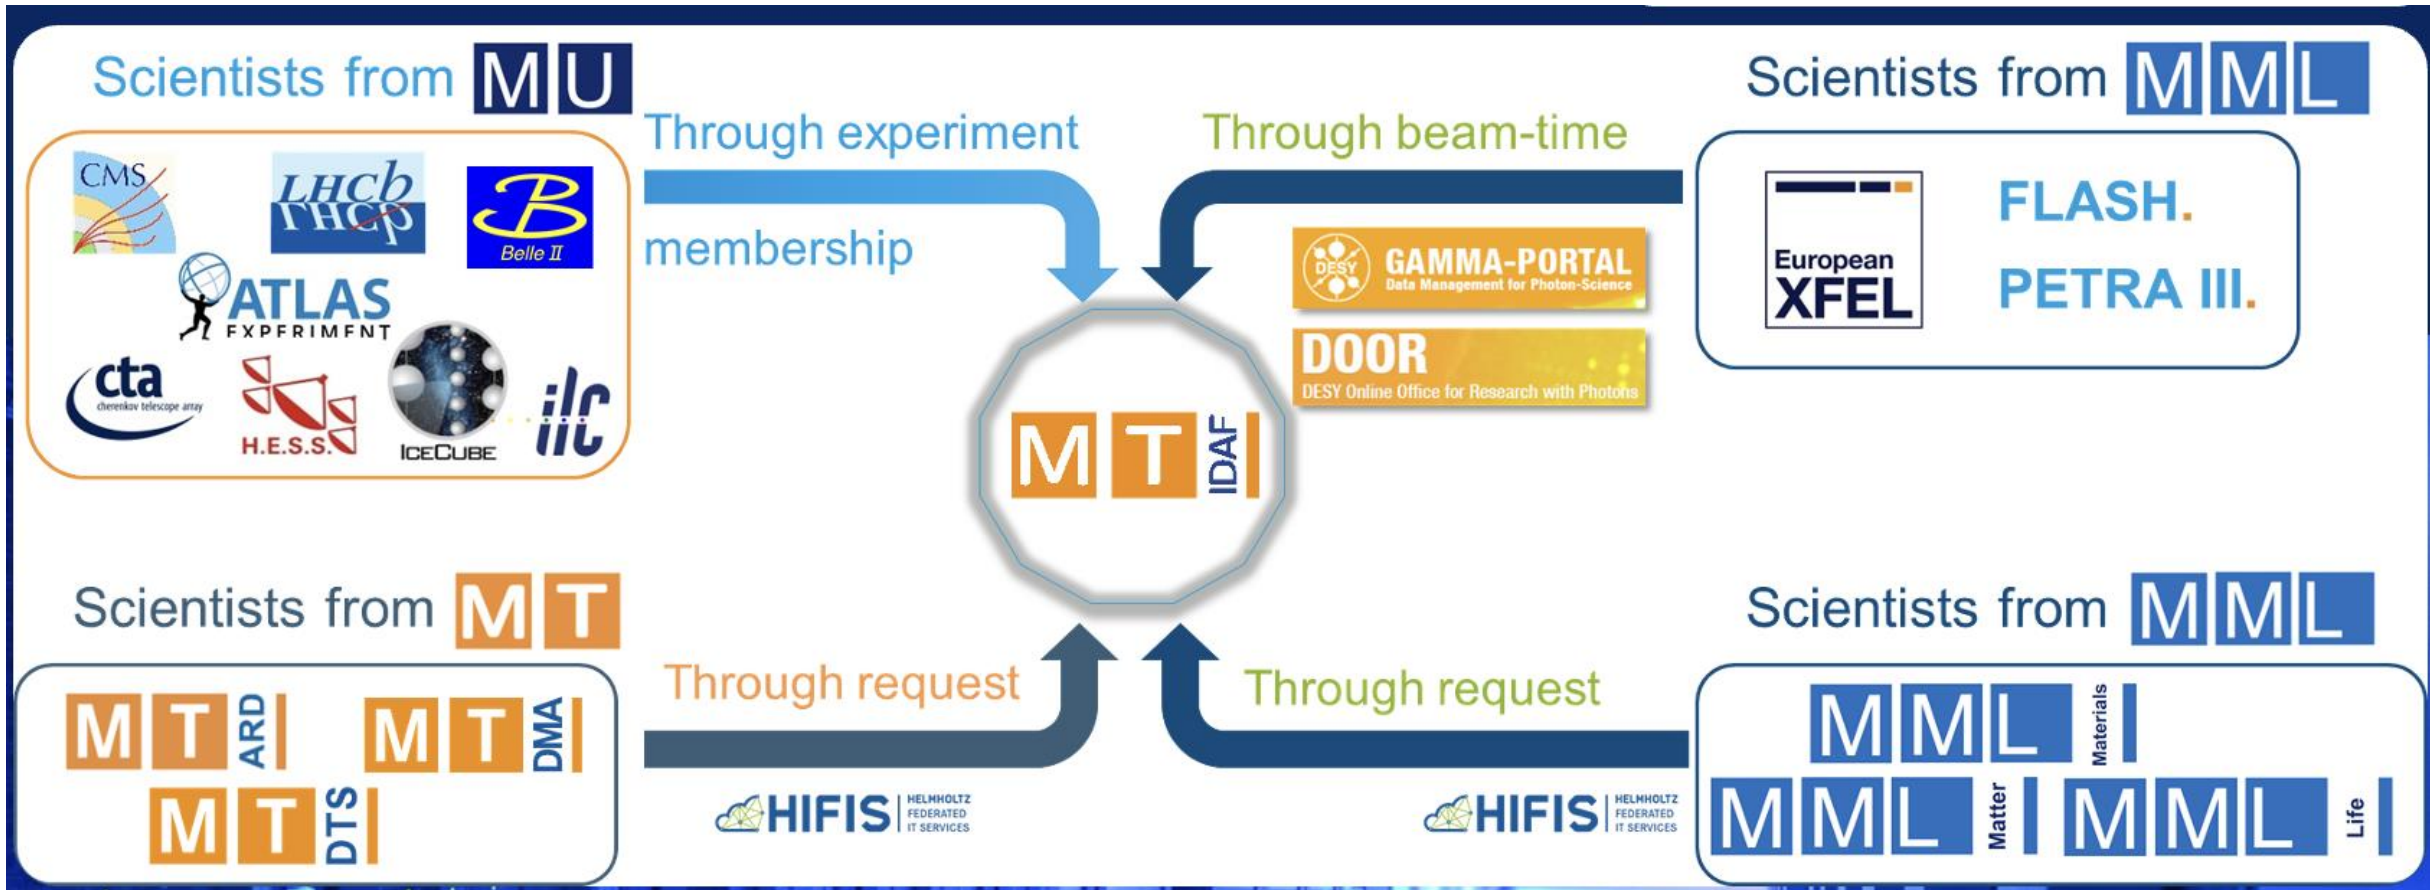 Scientists from MU
CMS
LHCb
LHCb
Belle II
ATLAS
EXPERIMENT
cta
cherenkov telescope array
H.E.S.S.
ICECUBE
ilc
Through experiment
membership
Through beam-time
GAMMA-PORTAL
DESY
Data Management for Photon-Science
DOOR
DESY Online Office for Research with Photons
Scientists from MML
European
XFEL
FLASH.
PETRA III.
MT IDAF
Scientists from MT
MT ARD
MT DMA
MT DTS
Through request
HIFIS
HELMHOLTZ
FEDERATED
IT SERVICES
Through request
HIFIS
HELMHOLTZ
FEDERATED
IT SERVICES
Scientists from MML
MML Materials
MML Matter
MML Life